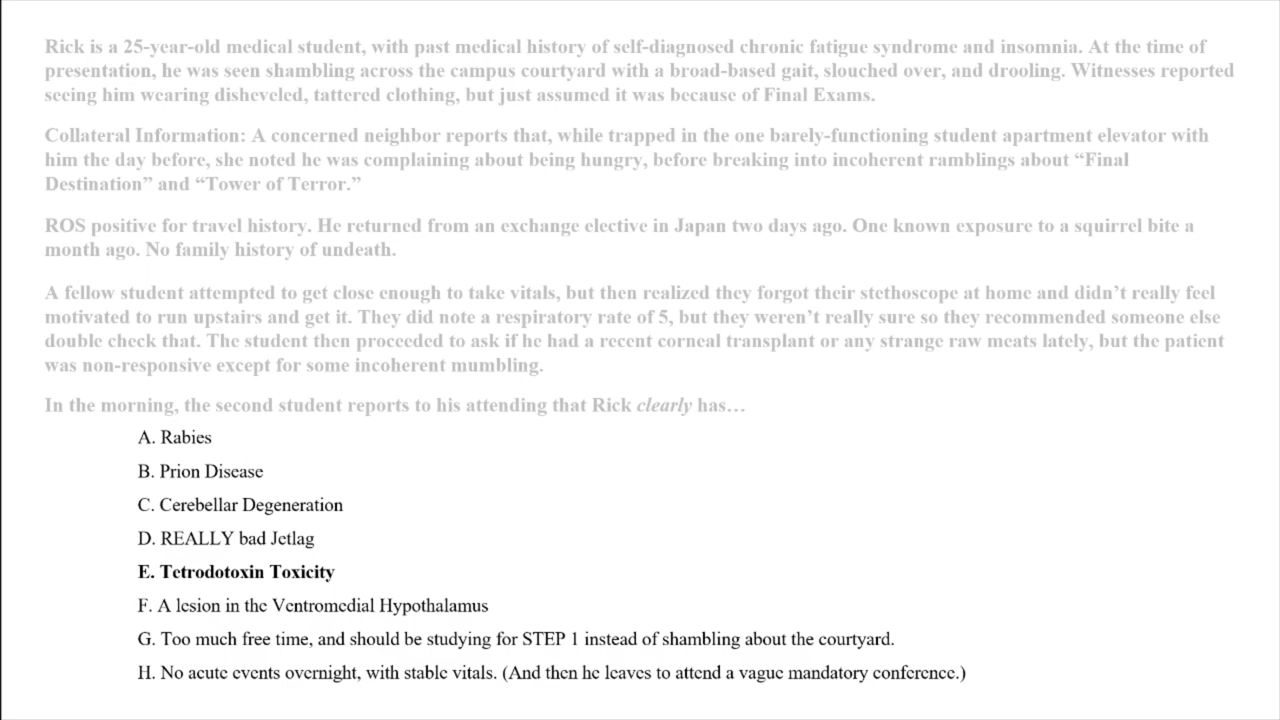 Rick is a 25-year-old medical student, with past medical history of self-diagnosed chronic fatigue syndrome and insomnia. At the time of
presentation, he was seen shambling across the campus courtyard with a broad-based gait, slouched over, and drooling. Witnesses reported
seeing him wearing disheveled, tattered clothing, but just assumed it was because of Final Exams.
Collateral Information: A concerned neighbor reports that, while trapped in the one barely-functioning student apartment elevator with
him the day before, she noted he was complaining about being hungry, before breaking into incoherent ramblings about “Final
Destination” and “Tower of Terror.”
ROS positive for travel history. He returned from an exchange elective in Japan two days ago. One known exposure to a squirrel bite a
month ago. No family history of undeath.
A fellow student attempted to get close enough to take vitals, but then realized they forgot their stethoscope at home and didn’t really feel
motivated to run upstairs and get it. They did note a respiratory rate of 5, but they weren’t really sure so they recommended someone else
double check that. The student then proceeded to ask if he had a recent corneal transplant or any strange raw meats lately, but the patient
was non-responsive except for some incoherent mumbling.
In the morning, the second student reports to his attending that Rick clearly has…
A. Rabies
B. Prion Disease
C. Cerebellar Degeneration
D. REALLY bad Jetlag
E. Tetrodotoxin Toxicity
F. A lesion in the Ventromedial Hypothalamus
G. Too much free time, and should be studying for STEP 1 instead of shambling about the courtyard.
H. No acute events overnight, with stable vitals. (And then he leaves to attend a vague mandatory conference.)